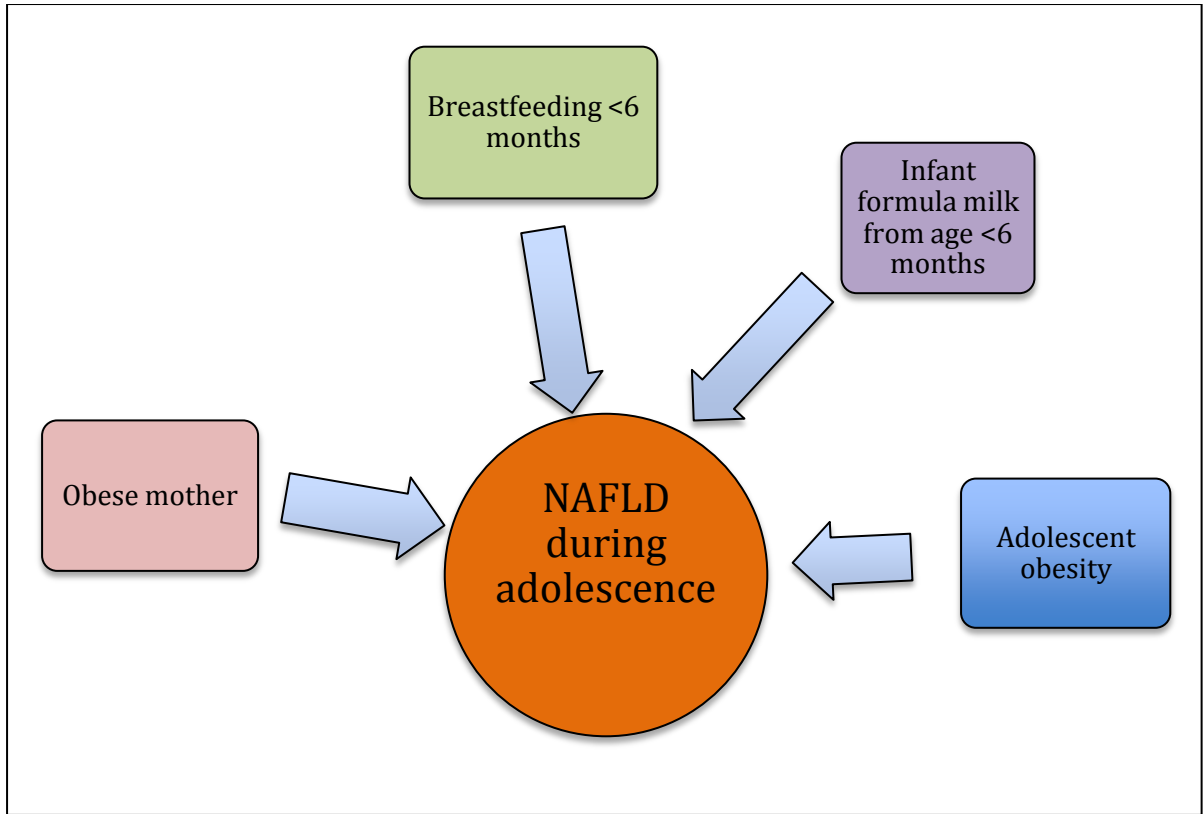 Breastfeeding <6
months
Infant
formula milk
from age <6
months
Obese mother
NAFLD
during
adolescence
Adolescent
obesity